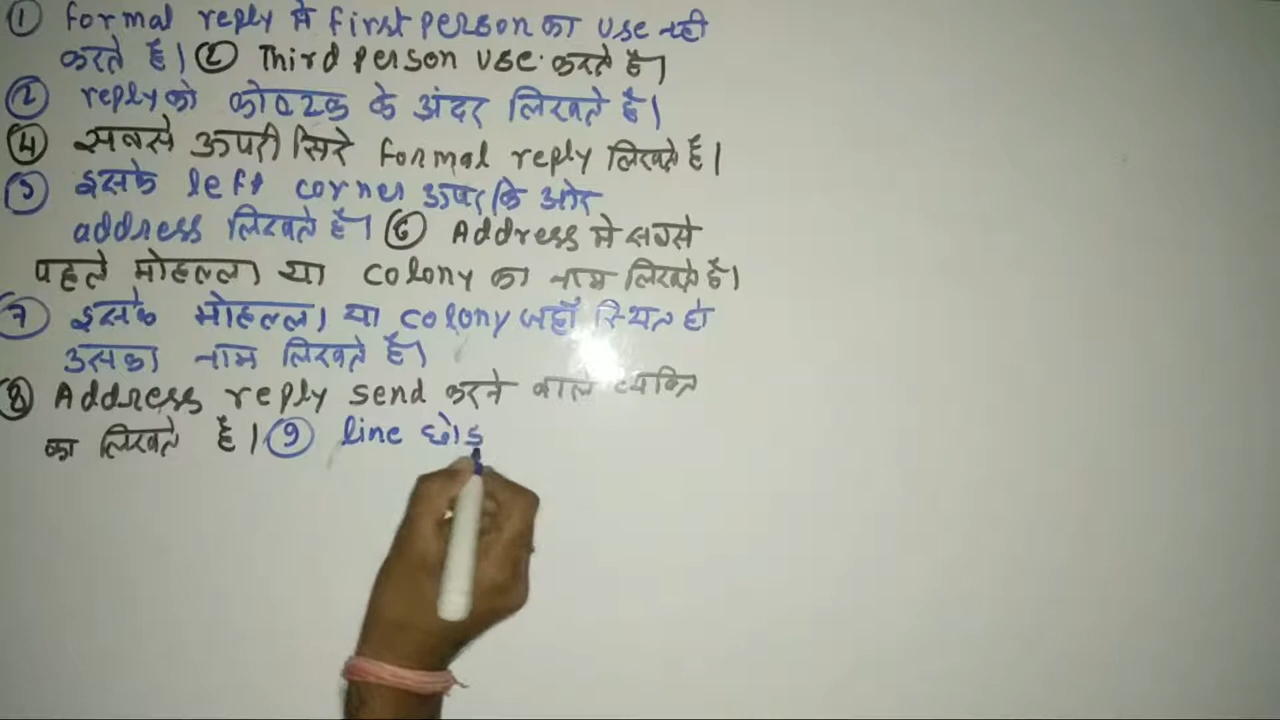 ① Formal reply में first person का use नही
करते है। ② Third person use करते है।
② reply को कोष्टक के अंदर लिखते है।
④ सबसे ऊपरी सिरे Formal reply लिखते है।
⑤ इसके left corner ऊपर कि ओर
address लिखते है। ⑥ Address मे सबसे
पहले मोहल्ला या colony का नाम लिखते है।
⑦ इसके मोहल्ला या colony जहाँ स्थित हो
उसका नाम लिखते है।
⑧ Address reply send करने वाले व्यक्ति
का लिखते है। ⑨ line छोड